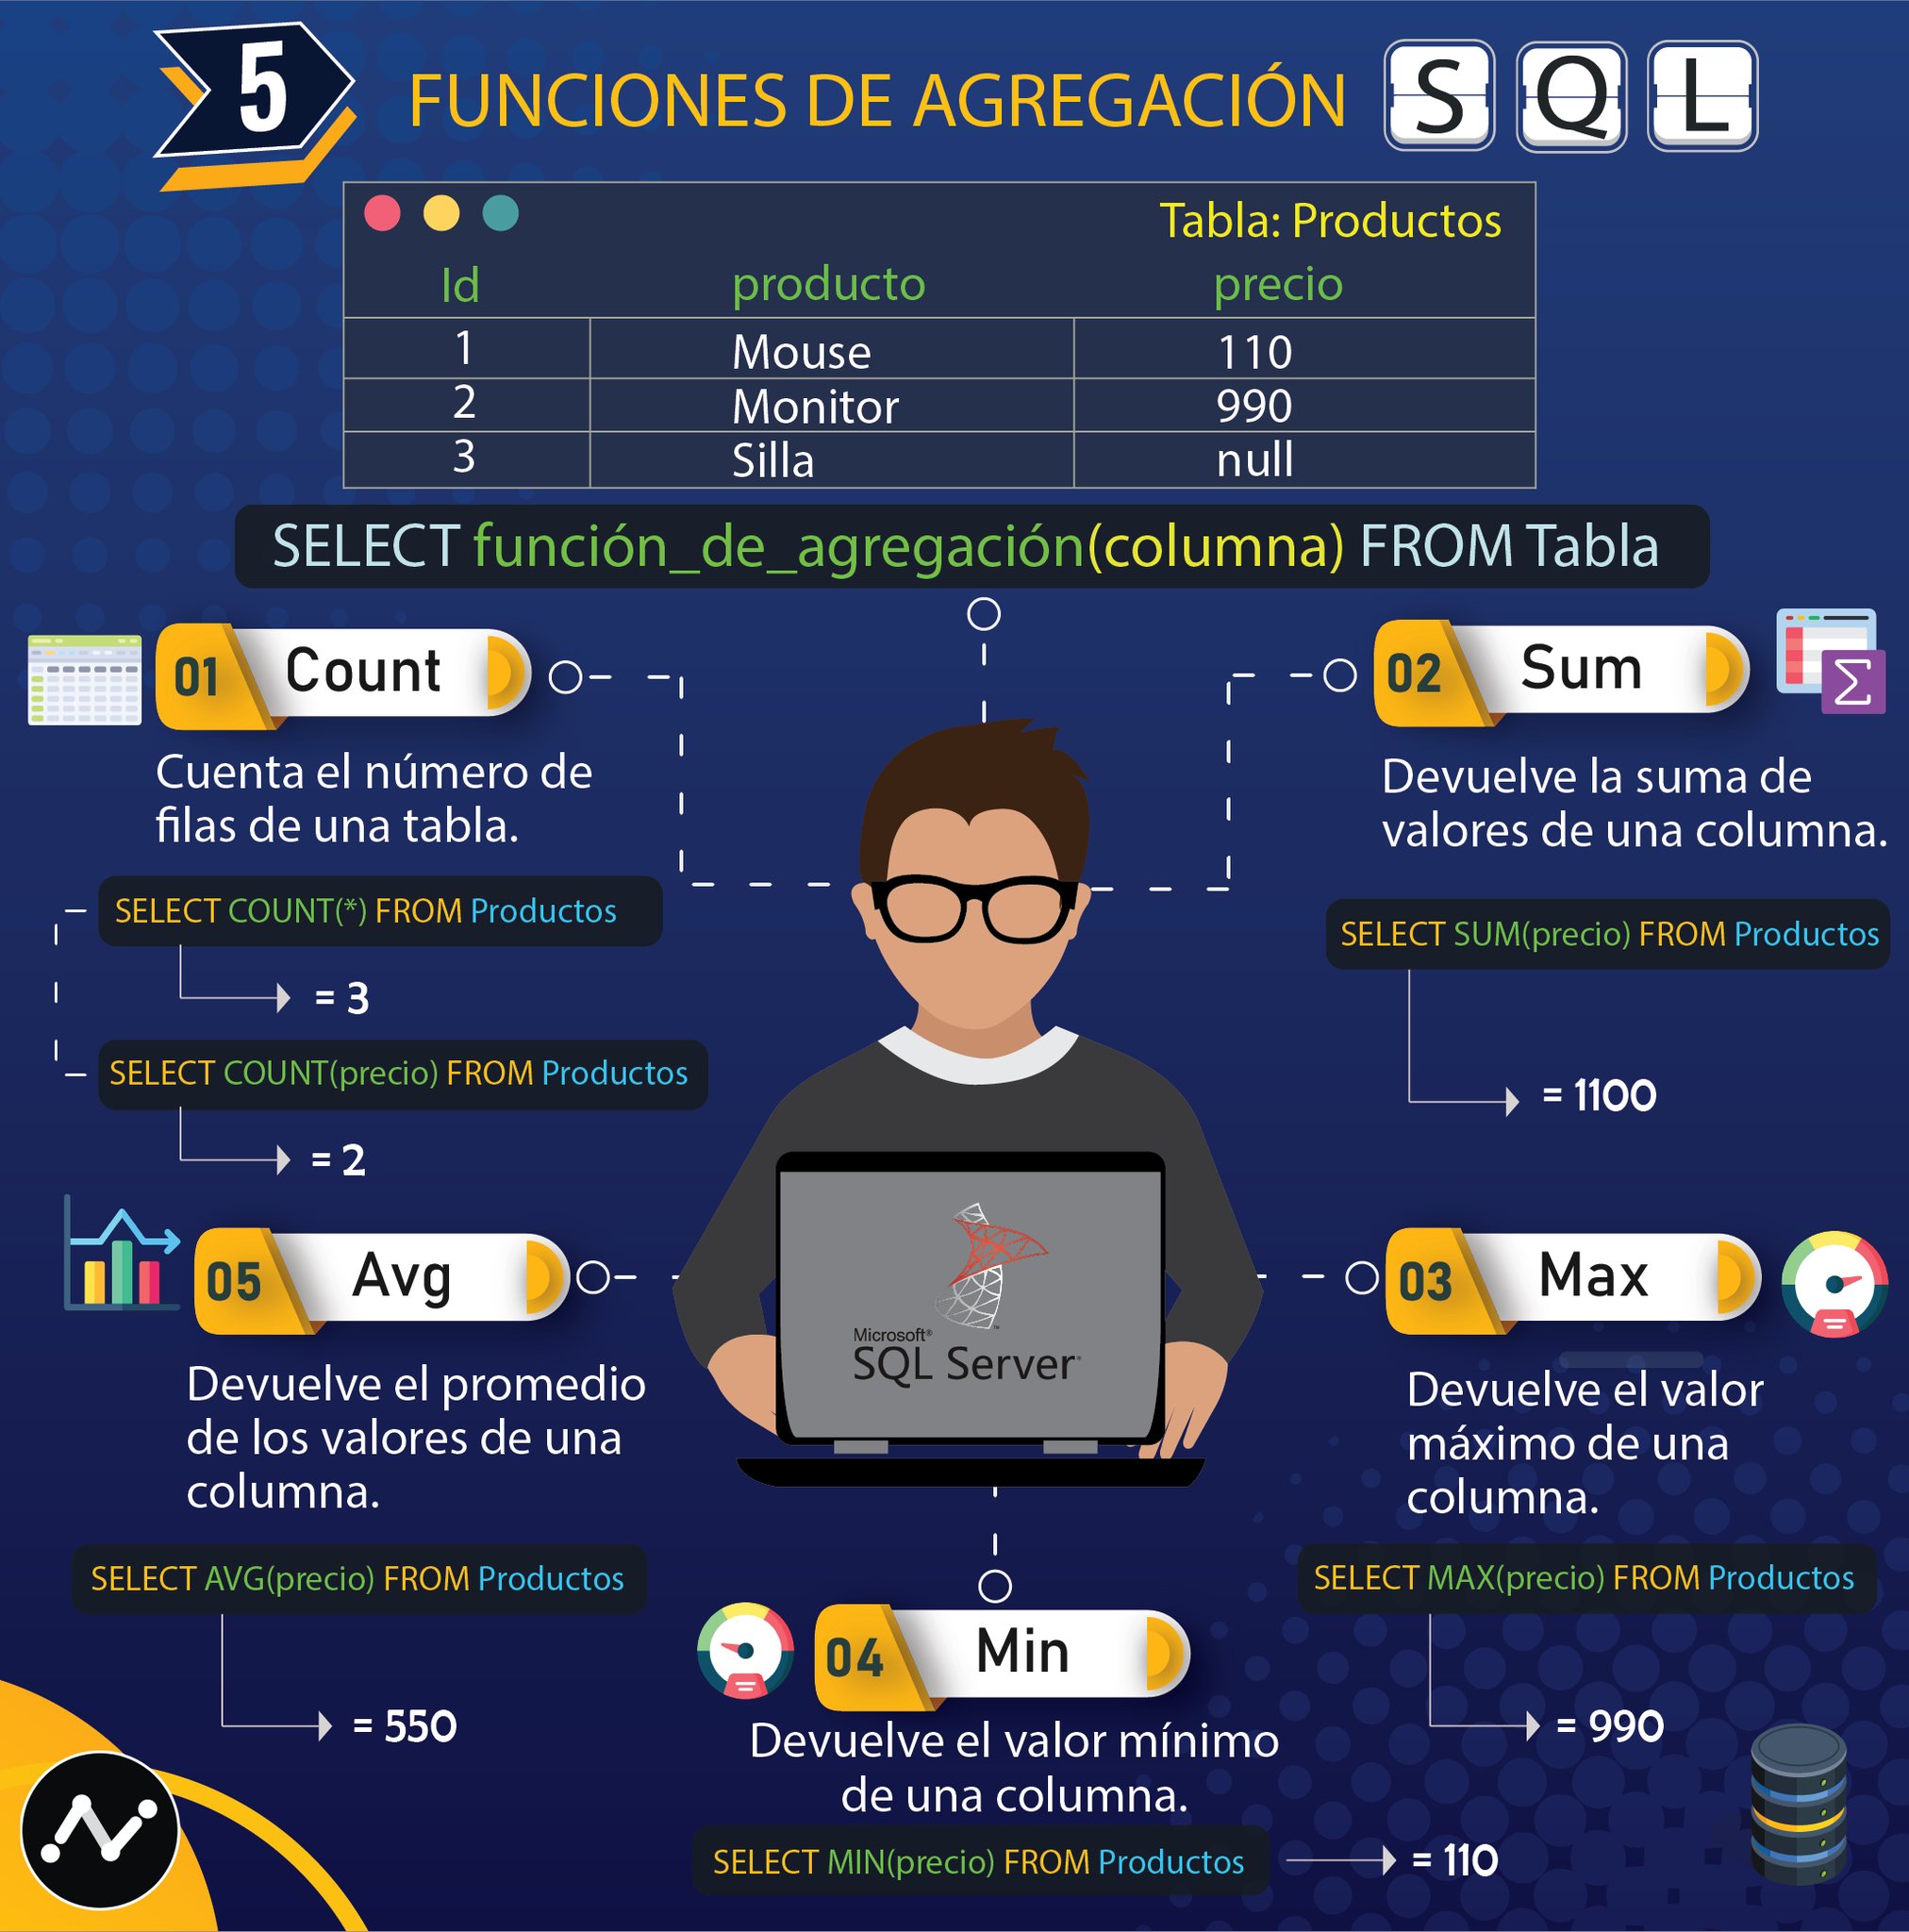 5
FUNCIONES DE AGREGACIÓN SQL
Tabla: Productos
Id producto precio
1 Mouse 110
2 Monitor 990
3 Silla null
SELECT función_de_agregación(columna) FROM Tabla
01 Count
Cuenta el número de
filas de una tabla.
SELECT COUNT(*) FROM Productos
= 3
SELECT COUNT(precio) FROM Productos
= 2
02 Sum
Devuelve la suma de
valores de una columna.
SELECT SUM(precio) FROM Productos
= 1100
Microsoft®
SQL Server
05 Avg
Devuelve el promedio
de los valores de una
columna.
SELECT AVG(precio) FROM Productos
= 550
03 Max
Devuelve el valor
máximo de una
columna.
SELECT MAX(precio) FROM Productos
= 990
04 Min
Devuelve el valor mínimo
de una columna.
SELECT MIN(precio) FROM Productos
= 110